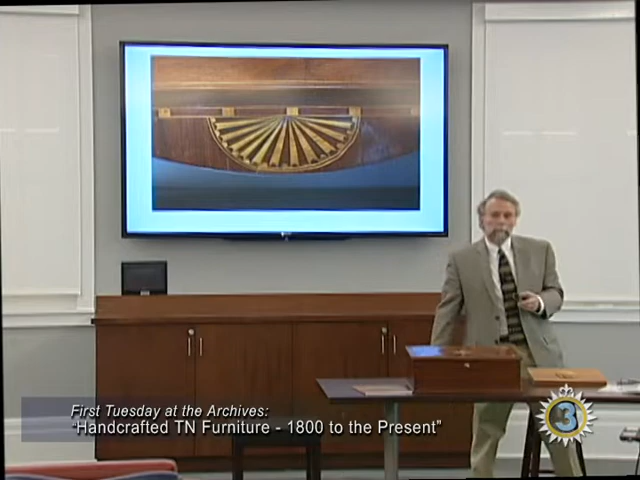 First Tuesday at the Archives:
"Handcrafted TN Furniture - 1800 to the Present"
3